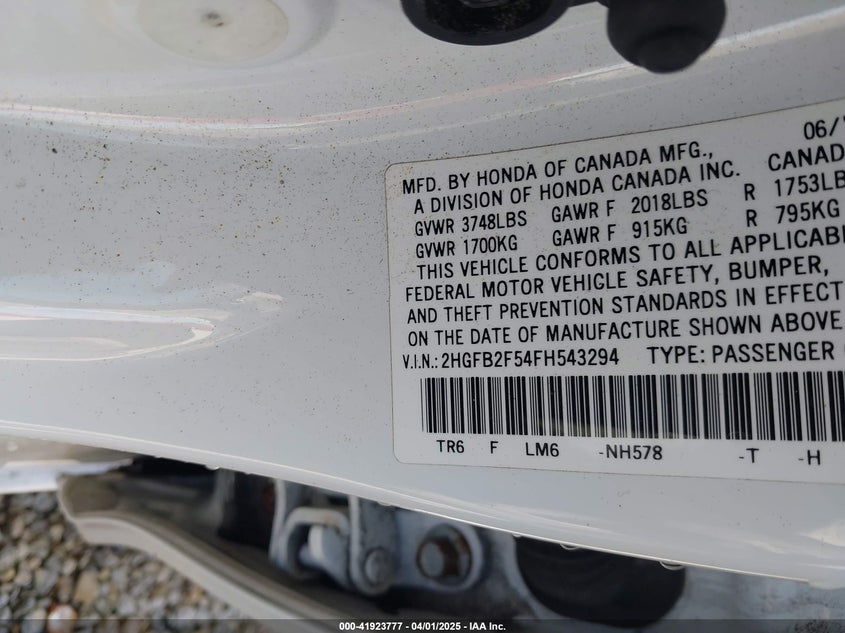 06/
MFD. BY HONDA OF CANADA MFG.,
A DIVISION OF HONDA CANADA INC. CANAD
GVWR 3748LBS GAWR F 2018LBS R 1753LB
GVWR 1700KG GAWR F 915KG R 795KG
THIS VEHICLE CONFORMS TO ALL APPLICAB
FEDERAL MOTOR VEHICLE SAFETY, BUMPER,
AND THEFT PREVENTION STANDARDS IN EFFECT
ON THE DATE OF MANUFACTURE SHOWN ABOVE
V.I.N.: 2HGFB2F54FH543294 TYPE: PASSENGER
TR6 F LM6 -NH578 -T -H
000-41923777 - 04/01/2025 - IAA Inc.